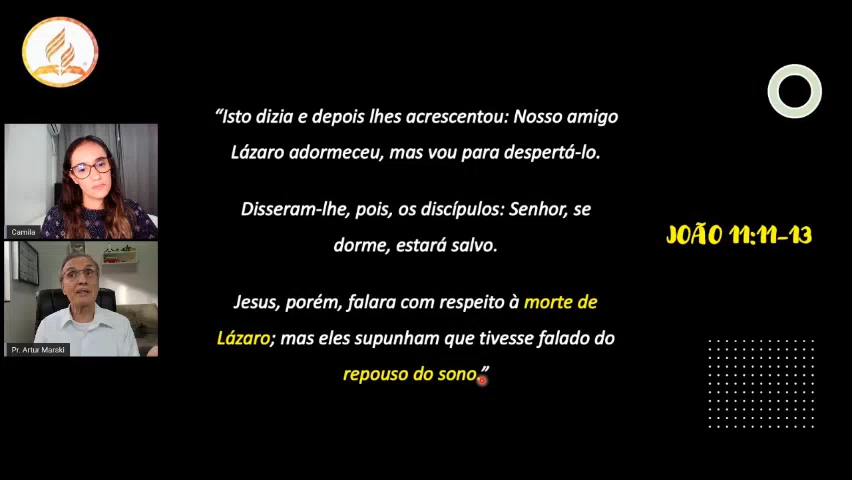 “Isto dizia e depois lhes acrescentou: Nosso amigo
Lázaro adormeceu, mas vou para despertá-lo.
Disseram-lhe, pois, os discípulos: Senhor, se
dorme, estará salvo.
Jesus, porém, falara com respeito à morte de
Lázaro; mas eles supunham que tivesse falado do
repouso do sono.”
JOÃO 11:11-13
Camila
Pr. Artur Maraki